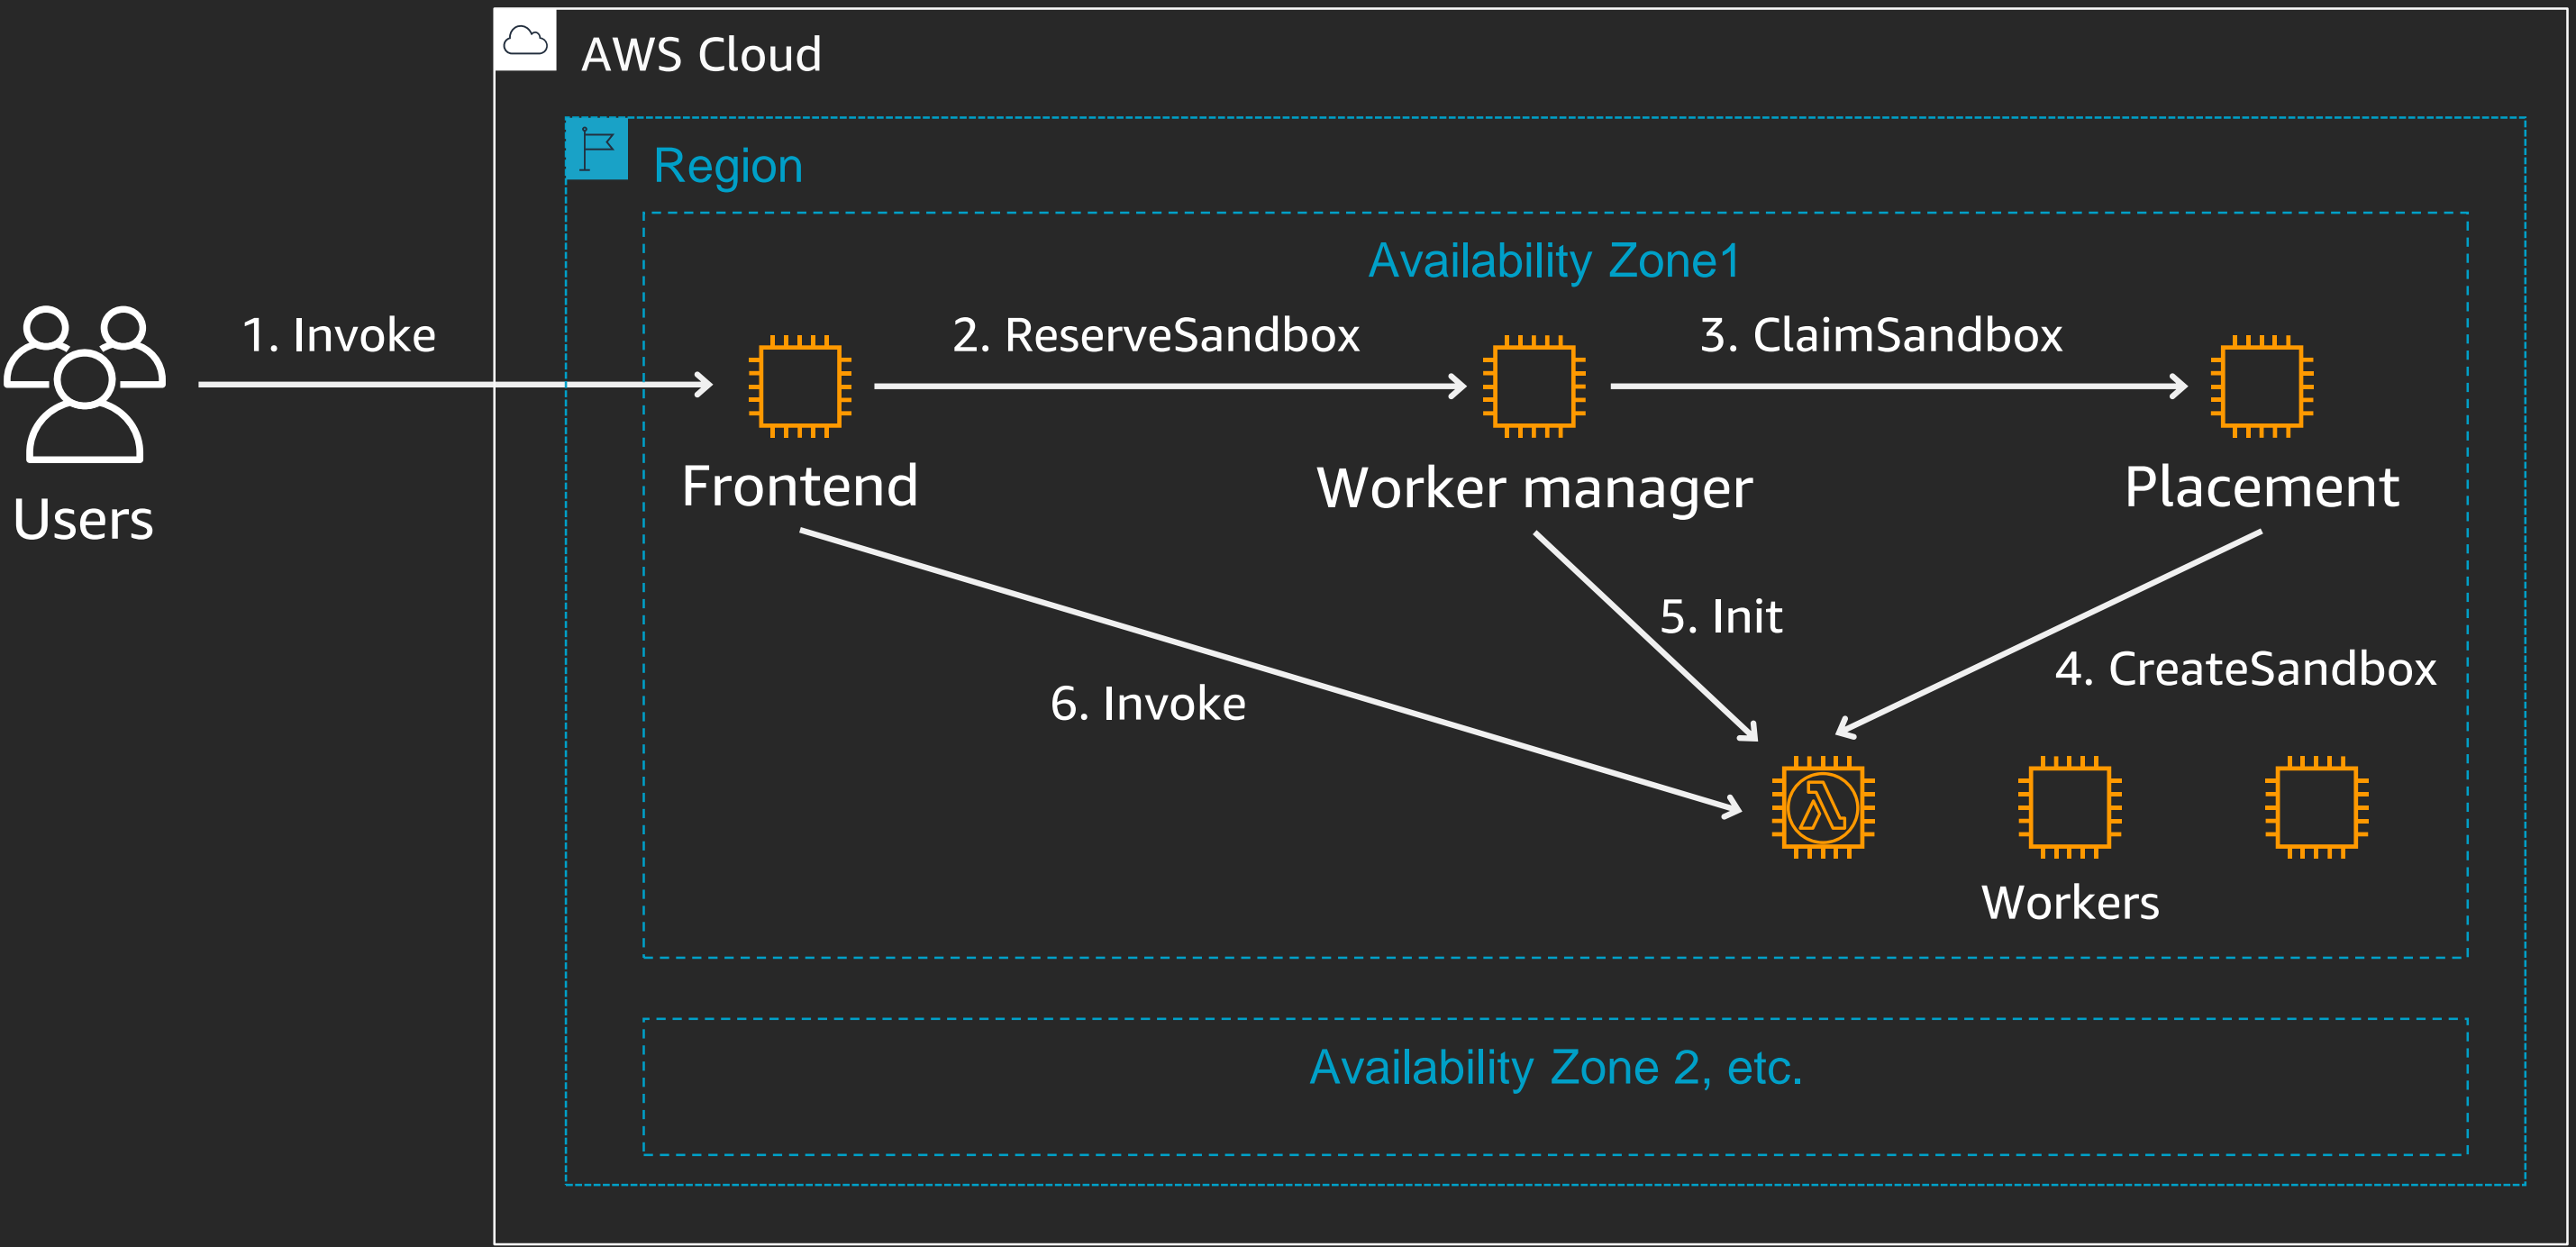 AWS Cloud
Region
Availability Zone1
1. Invoke
2. ReserveSandbox
3. ClaimSandbox
Users
Frontend
Worker manager
Placement
5. Init
4. CreateSandbox
6. Invoke
Workers
Availability Zone 2, etc.